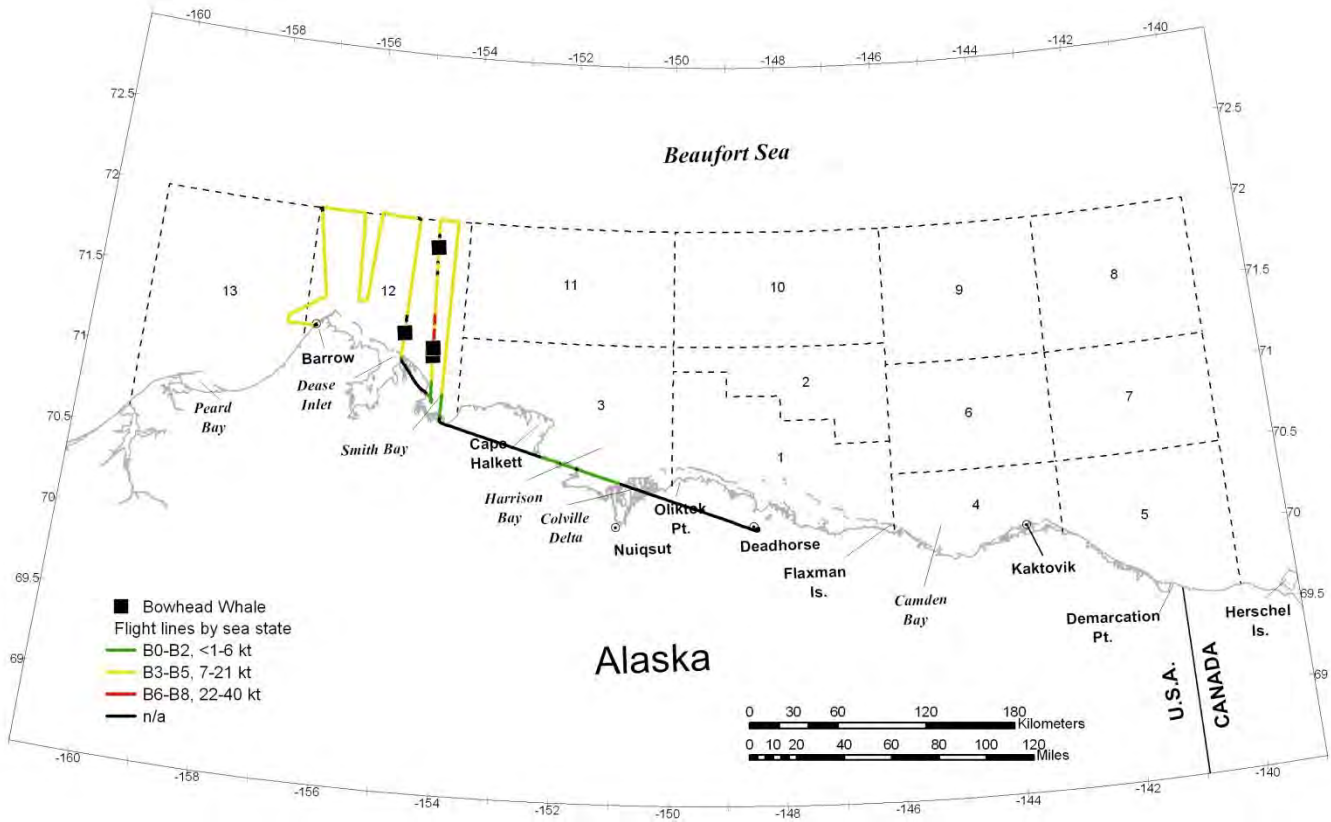 -160
-158
-156
-154
-152
-150
-148
-146
-144
-142
-140
72.5
72.5
72
72
Beaufort Sea
71.5
71.5
13
12
11
10
9
8
71
71
Barrow
Dease
Inlet
Peard
Bay
3
2
6
7
70.5
70.5
Smith Bay
Cape
Halkett
1
Harrison
Bay
Colville
Delta
Oliktok
Pt.
4
5
70
70
Nuiqsut
Deadhorse
Flaxman
Is.
Camden
Bay
Kaktovik
Demarcation
Pt.
Herschel
Is.
69.5
69.5
Bowhead Whale
Flight lines by sea state
B0-B2, <1-6 kt
B3-B5, 7-21 kt
B6-B8, 22-40 kt
n/a
Alaska
U.S.A.
CANADA
69
69
0 30 60 120 180
Kilometers
0 10 20 40 60 80 100 120
Miles
-160
-158
-156
-154
-152
-150
-148
-146
-144
-142
-140